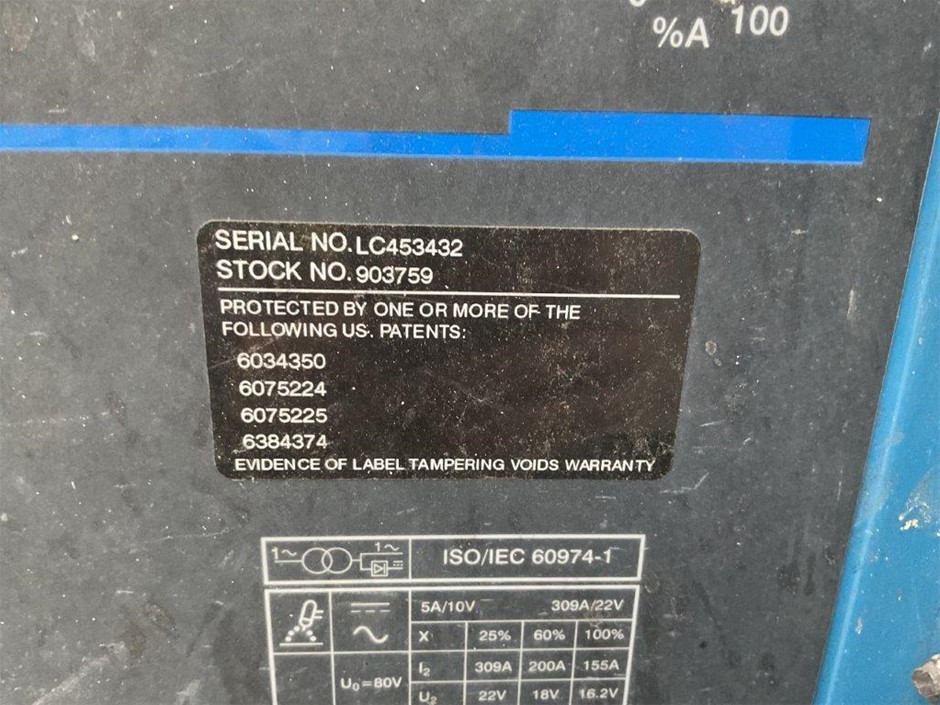 %A 100
SERIAL NO. LC453432
STOCK NO. 903759
PROTECTED BY ONE OR MORE OF THE
FOLLOWING US. PATENTS:
6034350
6075224
6075225
6384374
EVIDENCE OF LABEL TAMPERING VOIDS WARRANTY
1~ 1~ ISO/IEC 60974-1
5A/10V 309A/22V
X 25% 60% 100%
I2 309A 200A 155A
U0=80V
U2 22V 18V 16.2V